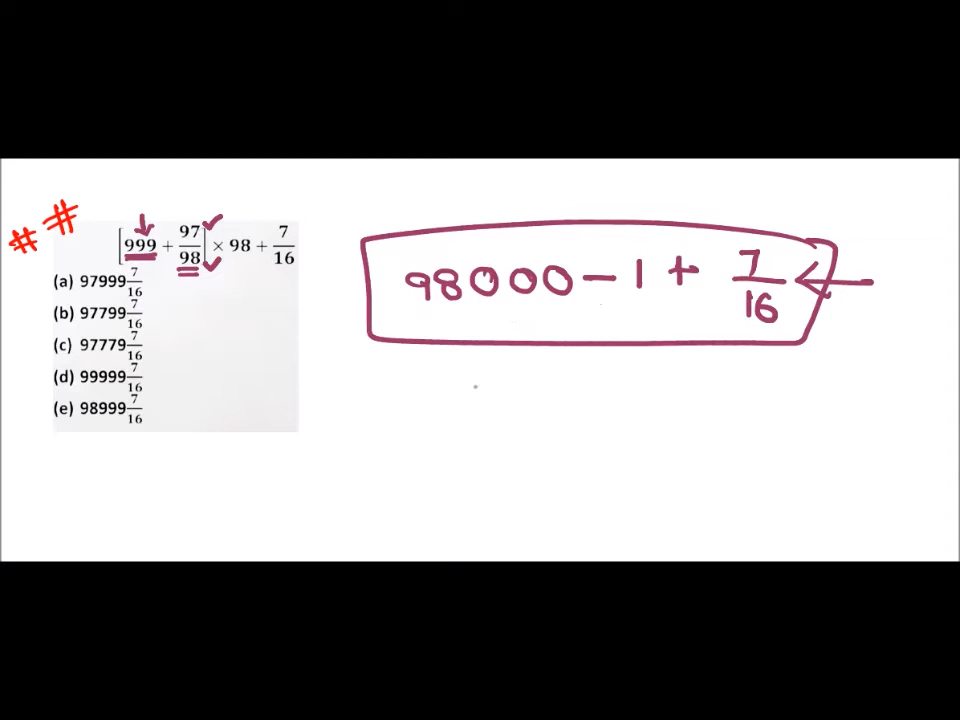 # #
[999 + 97/98] × 98 + 7/16
(a) 97999 7/16
(b) 97799 7/16
(c) 97779 7/16
(d) 99999 7/16
(e) 98999 7/16
98000 - 1 + 7/16